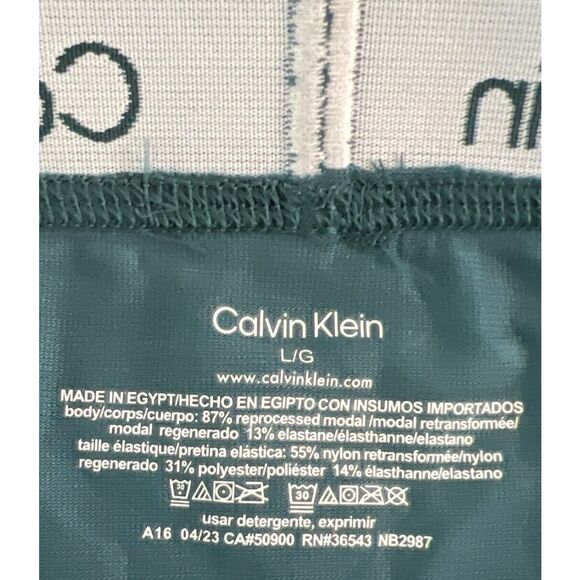 Calvin Klein
L/G
www.calvinklein.com
MADE IN EGYPT/HECHO EN EGIPTO CON INSUMOS IMPORTADOS
body/corps/cuerpo: 87% reprocessed modal /modal retransformée/
modal regenerado 13% elastane/élasthanne/elastano
taille élastique/pretina elástica: 55% nylon retransformée/nylon
regenerado 31% polyester/poliéster 14% élasthanne/elastano
30
usar detergente, exprimir
A16 04/23 CA#50900 RN#36543 NB2987